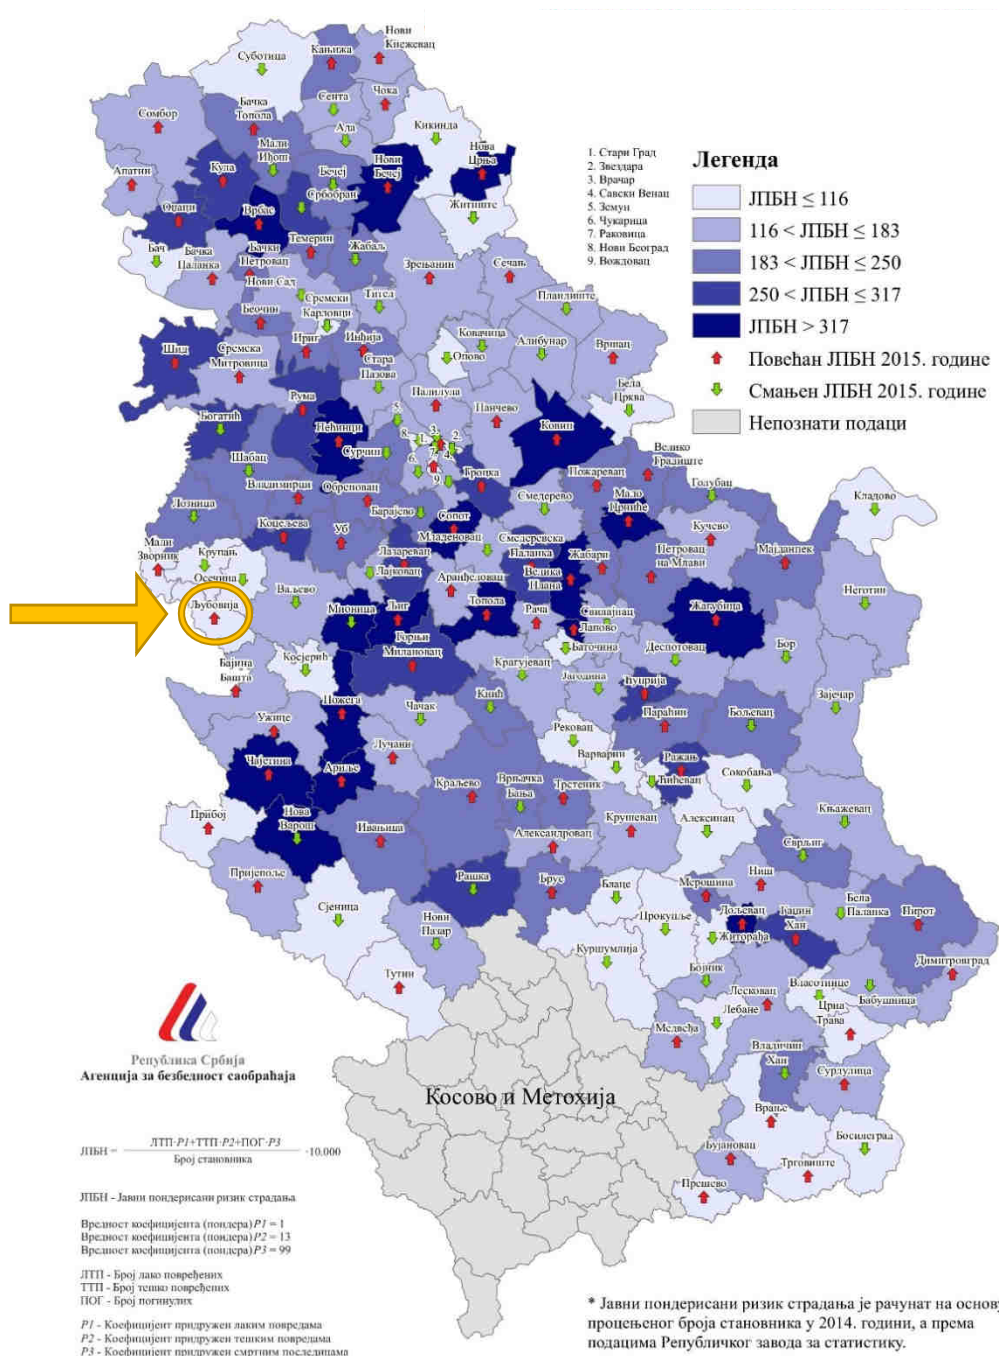 Нови
Кнежевац
Кањижа
Суботица
Чока
Сента
Ада
Бачка
Топола
Мали
Иђош
Сомбор
Кикинда
Нова
Црња
Нови
Бечеј
Бечеј
Србобран
Кула
Апатин
Оџаци
Врбас
Житиште
Бач
Бачка
Паланка
Бачки
Петровац
Темерин
Жабаљ
Зрењанин
Сечањ
Нови Сад
Сремски
Карловци
Тител
Пландиште
Беочин
Ковачица
Опово
Алибунар
Вршац
Шид
Сремска
Митровица
Ириг
Инђија
Стара
Пазова
Бела
Црква
Рума
Палилула
Панчево
Ковин
Богатић
Пећинци
Сурчин
5.
8.
1.
3.
2.
7.
4.
6.
9.
Шабац
Владимирци
Обреновац
Гроцка
Пожаревац
Велико
Градиште
Голубац
Лозница
Барајево
Сопот
Младеновац
Смедерево
Мало
Црниће
Кладово
Коцељева
Уб
Кучево
Мали
Зворник
Крупањ
Осечина
Лазаревац
Лајковац
Смедеревска
Паланка
Велика
Плана
Жабари
Петровац
на Млави
Мајданпек
Љубовија
Ваљево
Аранђеловац
Топола
Рача
Свилајнац
Лапово
Баточина
Жагубица
Неготин
Мионица
Љиг
Горњи
Милановац
Деспотовац
Бор
Бајина
Башта
Косјерић
Крагујевац
Јагодина
Ћуприја
Зајечар
Пожега
Чачак
Кнић
Параћин
Бољевац
Ужице
Лучани
Рековац
Варварин
Ражањ
Ћићевац
Сокобања
Чајетина
Ариље
Краљево
Врњачка
Бања
Трстеник
Крушевац
Алексинац
Књажевац
Прибој
Нова
Варош
Ивањица
Александровац
Сврљиг
Пријепоље
Рашка
Брус
Блаце
Мерошина
Ниш
Бела
Паланка
Пирот
Сјеница
Нови
Пазар
Прокупље
Дољевац
Житорађа
Гаџин
Хан
Димитровград
Тутин
Куршумлија
Бојник
Лесковац
Власотинце
Црна
Трава
Бабушница
Лебане
Медвеђа
Владичин
Хан
Сурдулица
Врање
Босилеград
Бујановац
Трговиште
Прешево
Косово и Метохија
1. Стари Град
2. Звездара
3. Врачар
4. Савски Венац
5. Земун
6. Чукарица
7. Раковица
8. Нови Београд
9. Вождовац
Легенда
ЈПБН ≤ 116
116 < ЈПБН ≤ 183
183 < ЈПБН ≤ 250
250 < ЈПБН ≤ 317
ЈПБН > 317
Повећан ЈПБН 2015. године
Смањен ЈПБН 2015. године
Непознати подаци
Република Србија
Агенција за безбедност саобраћаја
ЈПБН = ЛТП·P1+ТТП·P2+ПОГ·P3 / Број становника ·10.000
ЈПБН - Јавни пондерисани ризик страдања
Вредност коефицијента (пондера) P1 = 1
Вредност коефицијента (пондера) P2 = 13
Вредност коефицијента (пондера) P3 = 99
ЛТП - Број лако повређених
ТТП - Број тешко повређених
ПОГ - Број погинулих
P1 - Коефицијент придружен лаким повредама
P2 - Коефицијент придружен тешким повредама
P3 - Коефицијент придружен смртним последицама
* Јавни пондерисани ризик страдања је рачунат на основу
процењеног броја становника у 2014. години, а према
подацима Републичког завода за статистику.